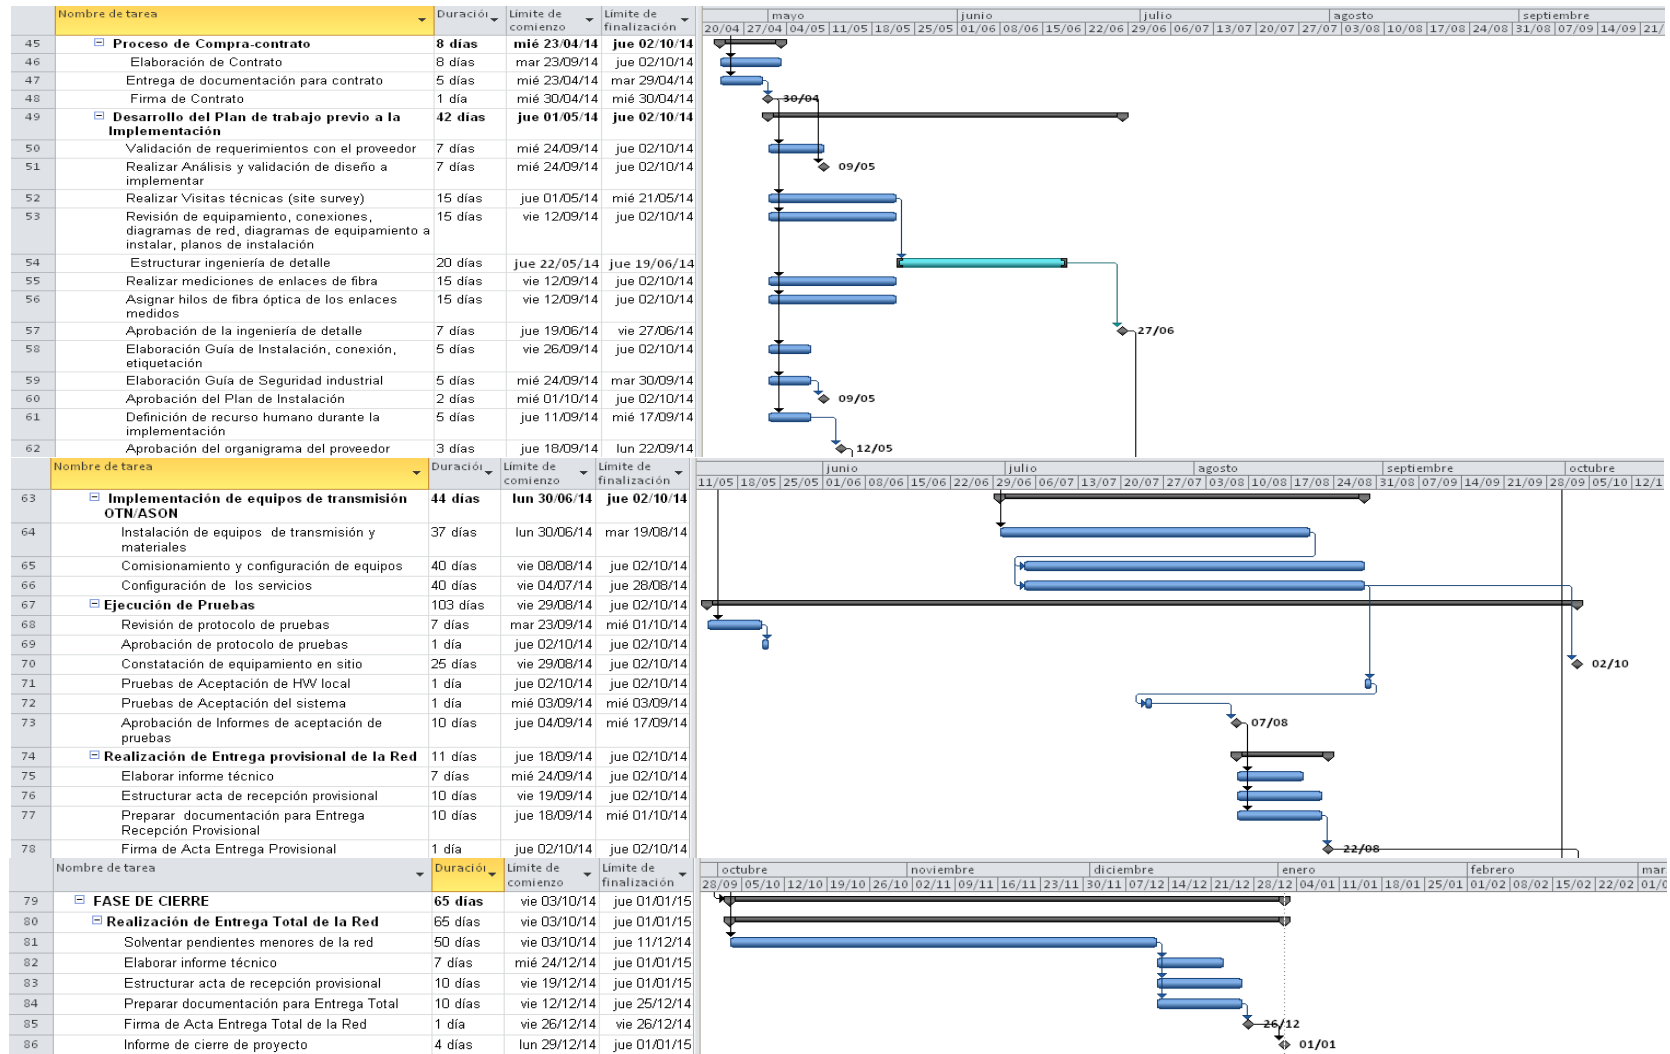 Nombre de tarea Duración Límite de comienzo Límite de finalización mayo junio julio agosto septiembre
20/04 27/04 04/05 11/05 18/05 25/05 01/06 08/06 15/06 22/06 29/06 06/07 13/07 20/07 27/07 03/08 10/08 17/08 24/08 31/08 07/09 14/09 21/
45 Proceso de Compra-contrato 8 días mié 23/04/14 jue 02/10/14
46 Elaboración de Contrato 8 días mar 23/09/14 jue 02/10/14
47 Entrega de documentación para contrato 5 días mié 23/04/14 mar 29/04/14
48 Firma de Contrato 1 día mié 30/04/14 mié 30/04/14 30/04
49 Desarrollo del Plan de trabajo previo a la 42 días jue 01/05/14 jue 02/10/14
Implementación
50 Validación de requerimientos con el proveedor 7 días mié 24/09/14 jue 02/10/14
51 Realizar Análisis y validación de diseño a 7 días mié 24/09/14 jue 02/10/14 09/05
implementar
52 Realizar Visitas técnicas (site survey) 15 días jue 01/05/14 mié 21/05/14
53 Revisión de equipamiento, conexiones, 15 días vie 12/09/14 jue 02/10/14
diagramas de red, diagramas de equipamiento a
instalar, planos de instalación
54 Estructurar ingeniería de detalle 20 días jue 22/05/14 jue 19/06/14
55 Realizar mediciones de enlaces de fibra 15 días vie 12/09/14 jue 02/10/14
56 Asignar hilos de fibra óptica de los enlaces 15 días vie 12/09/14 jue 02/10/14
medidos
57 Aprobación de la ingeniería de detalle 7 días jue 19/06/14 vie 27/06/14 27/06
58 Elaboración Guía de Instalación, conexión, 5 días vie 26/09/14 jue 02/10/14
etiquetación
59 Elaboración Guía de Seguridad industrial 5 días mié 24/09/14 mar 30/09/14
60 Aprobación del Plan de Instalación 2 días mié 01/10/14 jue 02/10/14 09/05
61 Definición de recurso humano durante la 5 días jue 11/09/14 mié 17/09/14
implementación
62 Aprobación del organigrama del proveedor 3 días jue 18/09/14 lun 22/09/14 12/05
Nombre de tarea Duración Límite de comienzo Límite de finalización junio julio agosto septiembre octubre
11/05 18/05 25/05 01/06 08/06 15/06 22/06 29/06 06/07 13/07 20/07 27/07 03/08 10/08 17/08 24/08 31/08 07/09 14/09 21/09 28/09 05/10 12/1
63 Implementación de equipos de transmisión 44 días lun 30/06/14 jue 02/10/14
OTN/ASON
64 Instalación de equipos de transmisión y 37 días lun 30/06/14 mar 19/08/14
materiales
65 Comisionamiento y configuración de equipos 40 días vie 08/08/14 jue 02/10/14
66 Configuración de los servicios 40 días vie 04/07/14 jue 28/08/14
67 Ejecución de Pruebas 103 días vie 29/08/14 jue 02/10/14
68 Revisión de protocolo de pruebas 7 días mar 23/09/14 mié 01/10/14
69 Aprobación de protocolo de pruebas 1 día jue 02/10/14 jue 02/10/14
70 Constatación de equipamiento en sitio 25 días vie 29/08/14 jue 02/10/14 02/10
71 Pruebas de Aceptación de HW local 1 día jue 02/10/14 jue 02/10/14
72 Pruebas de Aceptación del sistema 1 día mié 03/09/14 mié 03/09/14
73 Aprobación de Informes de aceptación de 10 días jue 04/09/14 mié 17/09/14 07/08
pruebas
74 Realización de Entrega provisional de la Red 11 días jue 18/09/14 jue 02/10/14
75 Elaborar informe técnico 7 días mié 24/09/14 jue 02/10/14
76 Estructurar acta de recepción provisional 10 días vie 19/09/14 jue 02/10/14
77 Preparar documentación para Entrega 10 días jue 18/09/14 mié 01/10/14
Recepción Provisional
78 Firma de Acta Entrega Provisional 1 día jue 02/10/14 jue 02/10/14 22/08
Nombre de tarea Duración Límite de comienzo Límite de finalización octubre noviembre diciembre enero febrero mar
28/09 05/10 12/10 19/10 26/10 02/11 09/11 16/11 23/11 30/11 07/12 14/12 21/12 28/12 04/01 11/01 18/01 25/01 01/02 08/02 15/02 22/02 01/0
79 FASE DE CIERRE 65 días vie 03/10/14 jue 01/01/15
80 Realización de Entrega Total de la Red 65 días vie 03/10/14 jue 01/01/15
81 Solventar pendientes menores de la red 50 días vie 03/10/14 jue 11/12/14
82 Elaborar informe técnico 7 días mié 24/12/14 jue 01/01/15
83 Estructurar acta de recepción provisional 10 días vie 19/12/14 jue 01/01/15
84 Preparar documentación para Entrega Total 10 días vie 12/12/14 jue 25/12/14
85 Firma de Acta Entrega Total de la Red 1 día vie 26/12/14 vie 26/12/14 26/12
86 Informe de cierre de proyecto 4 días lun 29/12/14 jue 01/01/15 01/01